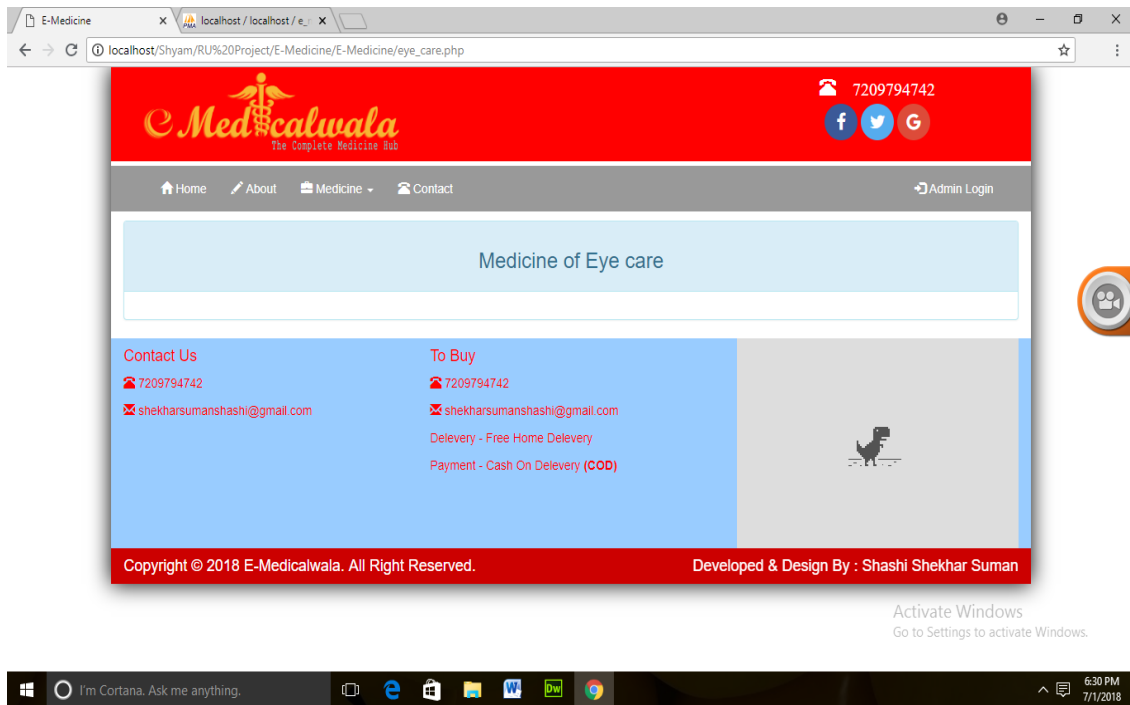 E-Medicine
localhost / localhost / e_
localhost/Shyam/RU%20Project/E-Medicine/E-Medicine/eye_care.php
e Medicalwala
The Complete Medicine Hub
7209794742
f G
Home About Medicine Contact Admin Login
Medicine of Eye care
Contact Us
7209794742
shekharsumanshashi@gmail.com
To Buy
7209794742
shekharsumanshashi@gmail.com
Delevery - Free Home Delevery
Payment - Cash On Delevery (COD)
Copyright © 2018 E-Medicalwala. All Right Reserved. Developed & Design By : Shashi Shekhar Suman
Activate Windows
Go to Settings to activate Windows.
I'm Cortana. Ask me anything.
W Dw
6:30 PM
7/1/2018